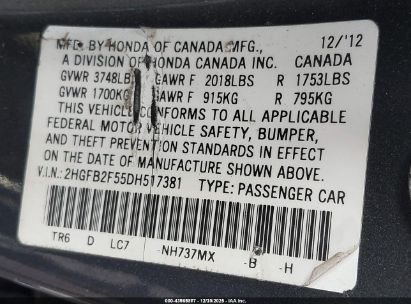 MFD. BY HONDA OF CANADA MFG., 12/'12
A DIVISION OF HONDA CANADA INC. CANADA
GVWR 3748LBS GAWR F 2018LBS R 1753LBS
GVWR 1700KG GAWR F 915KG R 795KG
THIS VEHICLE CONFORMS TO ALL APPLICABLE
FEDERAL MOTOR VEHICLE SAFETY, BUMPER,
AND THEFT PREVENTION STANDARDS IN EFFECT
ON THE DATE OF MANUFACTURE SHOWN ABOVE.
V.I.N.: 2HGFB2F55DH517381 TYPE: PASSENGER CAR
TR6 D LC7 -NH737MX -B -H